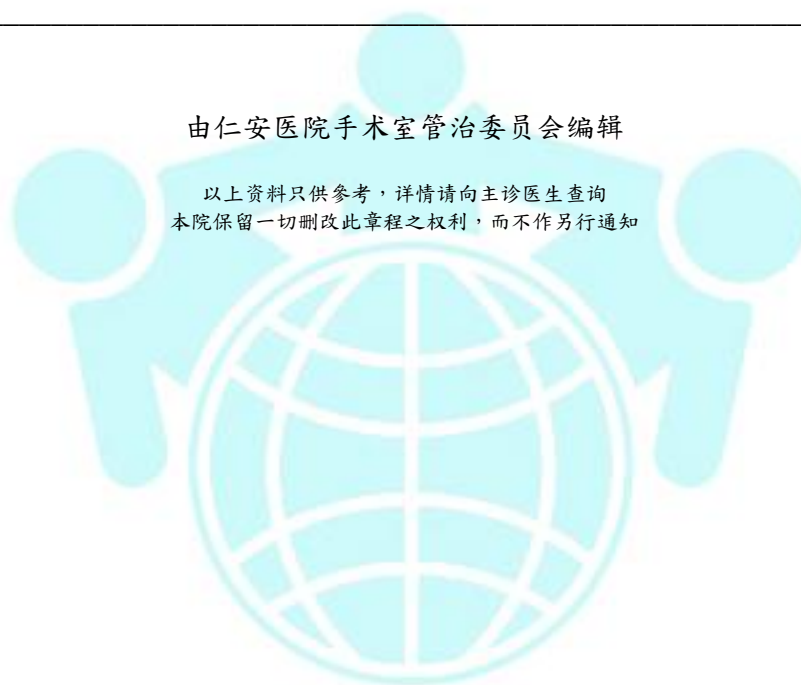 由仁安医院手术室管治委员会编辑
以上资料只供參考，详情请向主诊医生查询
本院保留一切删改此章程之权利，而不作另行通知